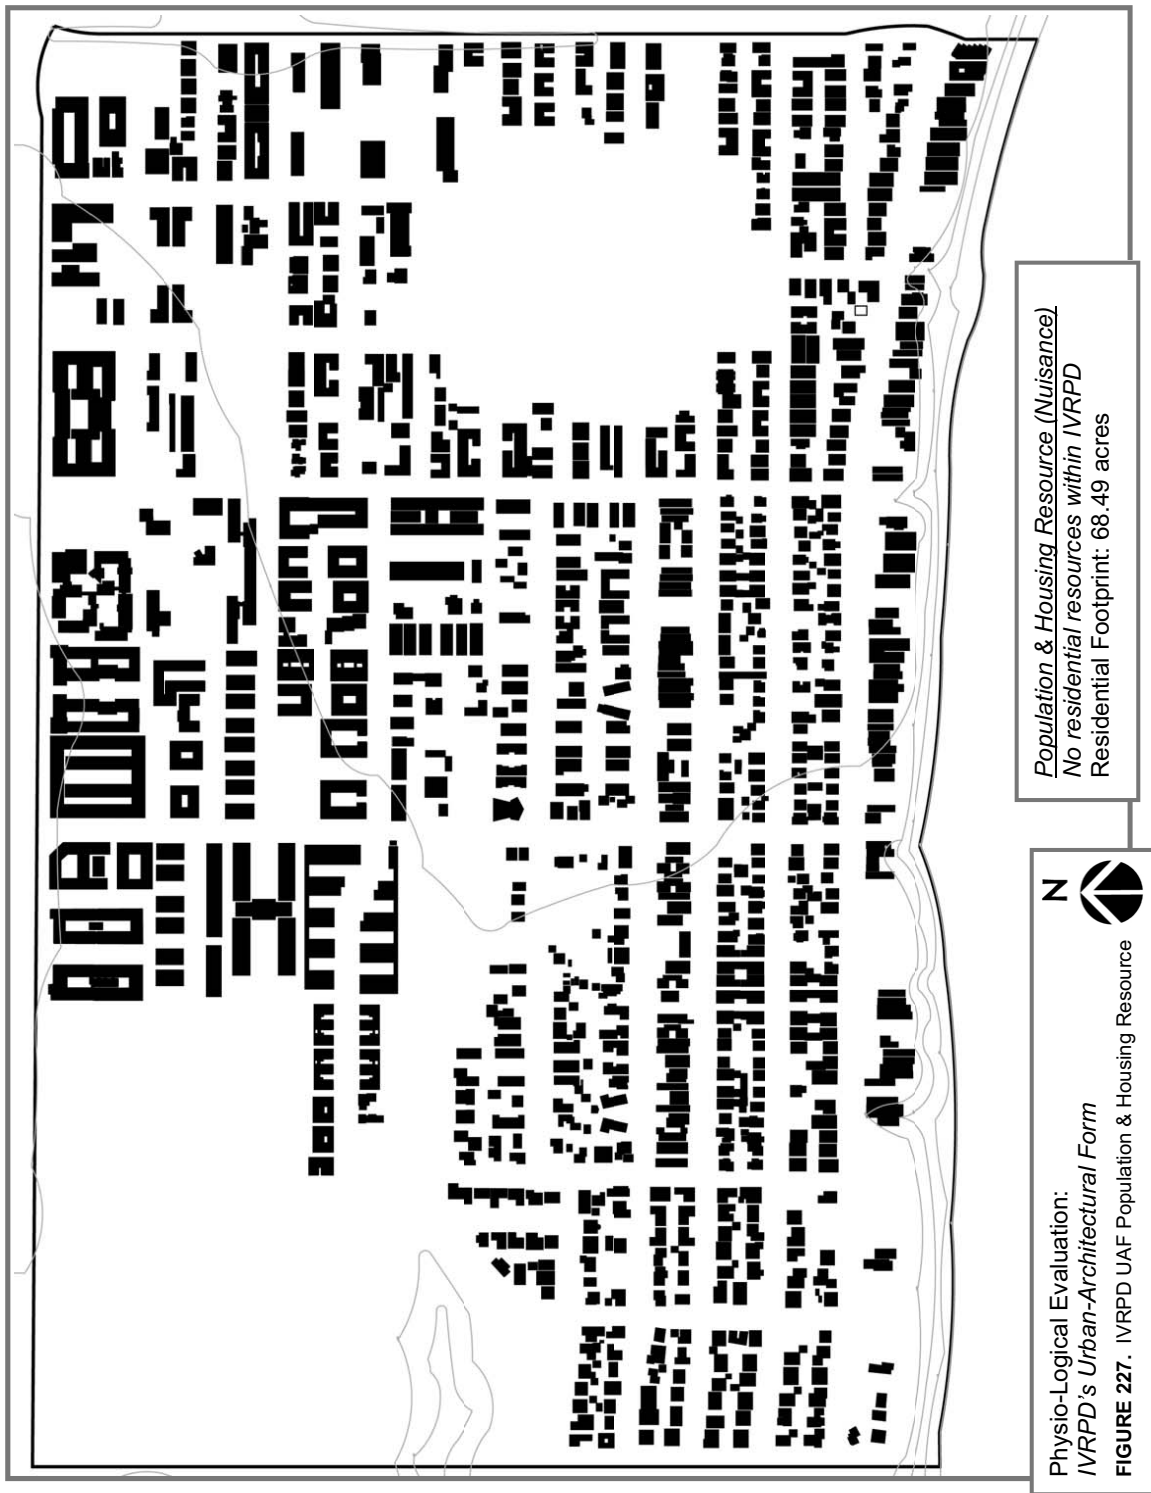 Population & Housing Resource (Nuisance)
No residential resources within IVRPD
Residential Footprint: 68.49 acres
N
Physio-Logical Evaluation:
IVRPD's Urban-Architectural Form
FIGURE 227. IVRPD UAF Population & Housing Resource